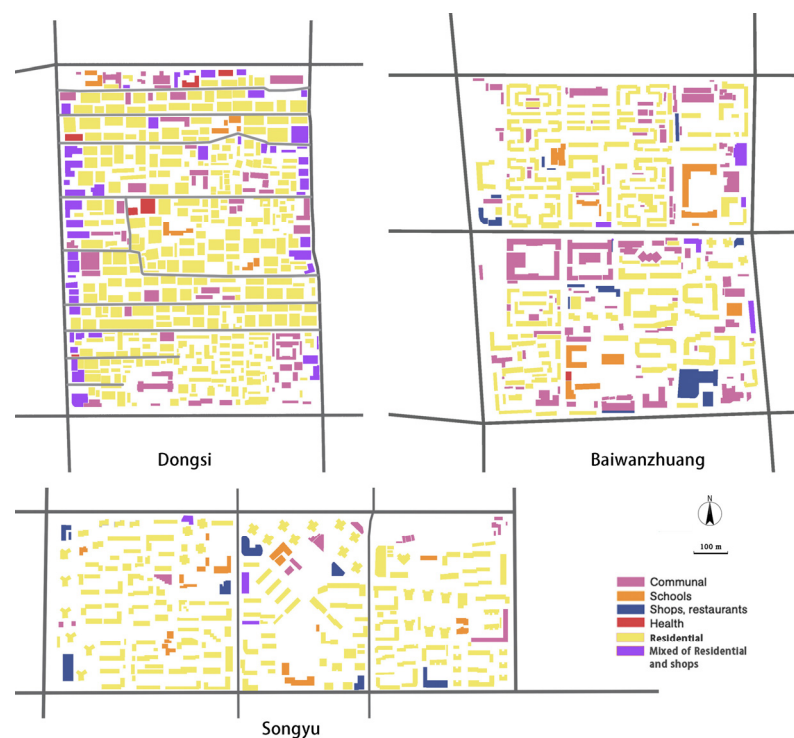 Dongsi
Baiwanzhuang
N
100 m
Communal
Schools
Shops, restaurants
Health
Residential
Mixed of Residential
and shops
Songyu